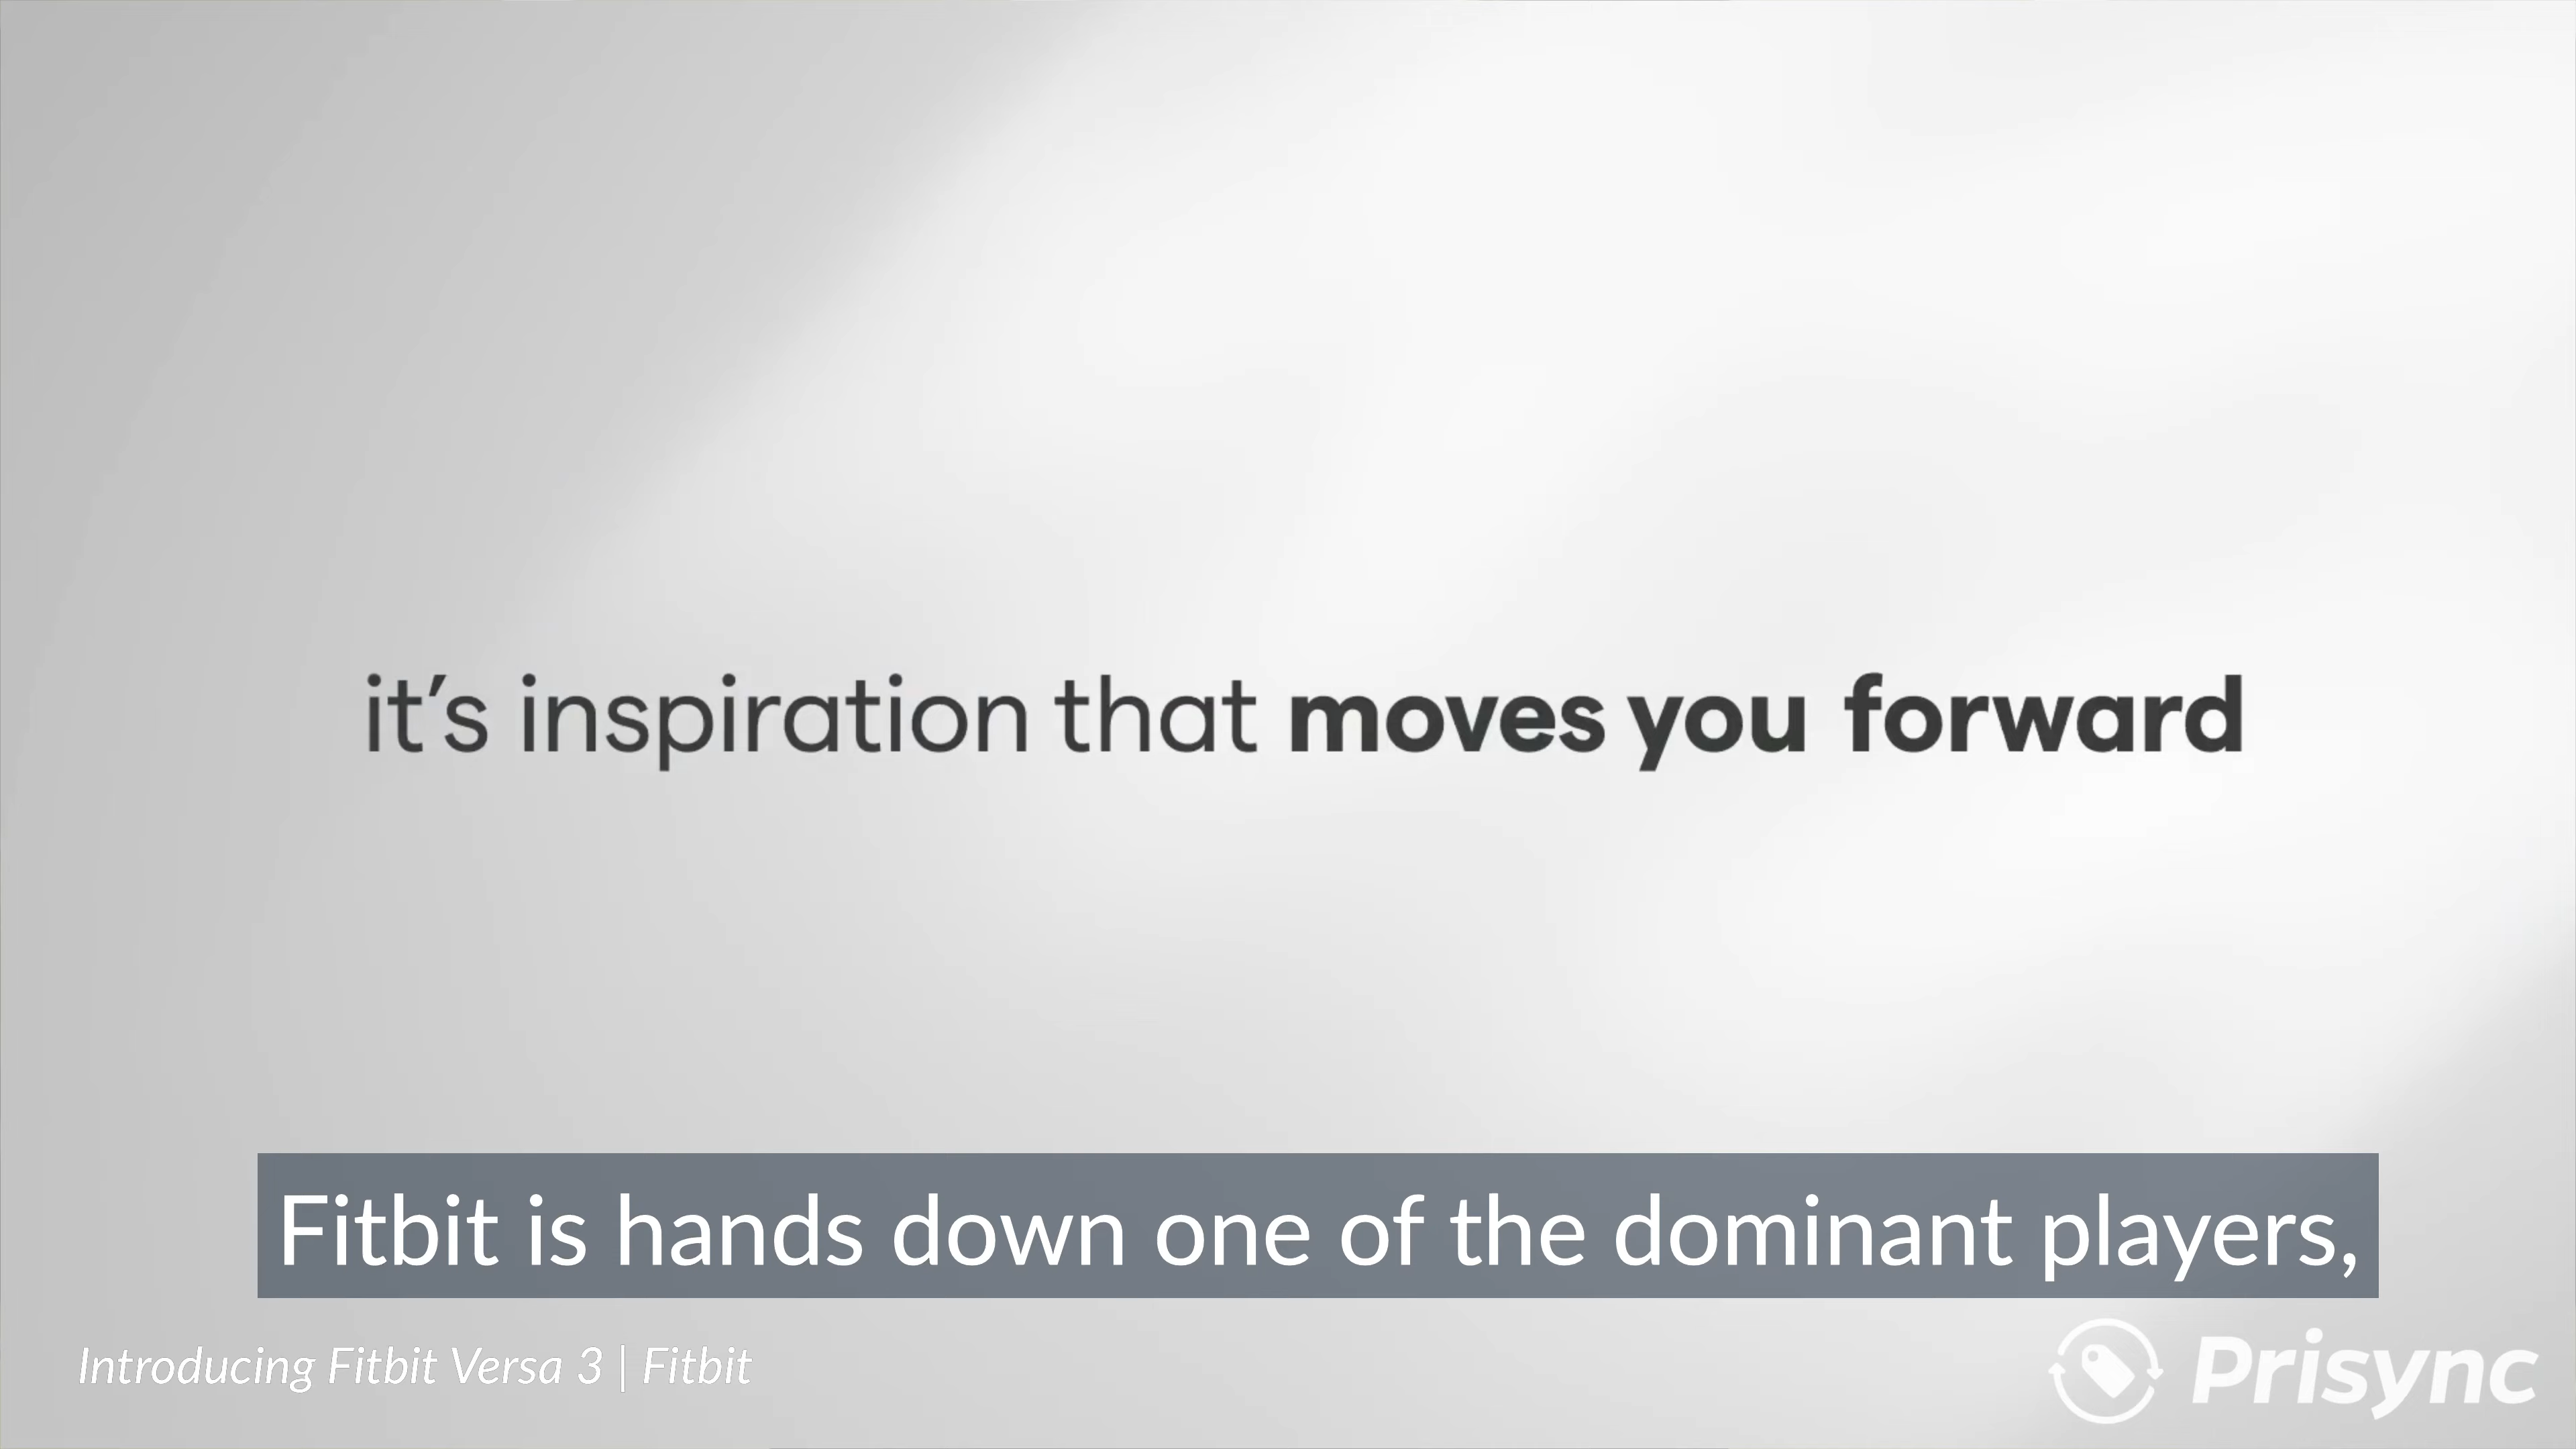 it's inspiration that moves you forward
Fitbit is hands down one of the dominant players,
Introducing Fitbit Versa 3 | Fitbit
Prisync